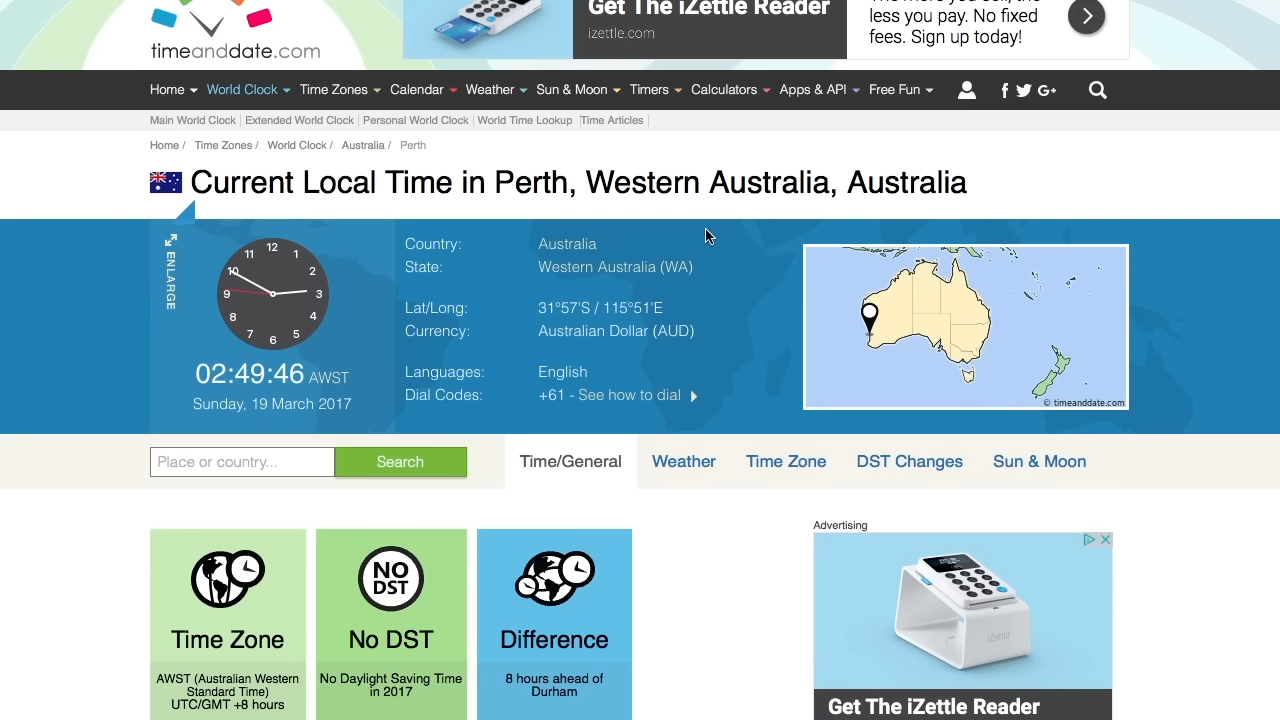 Get The iZettle Reader
izettle.com
less you pay. No fixed
fees. Sign up today!
timeanddate.com
Home
World Clock
Time Zones
Calendar
Weather
Sun & Moon
Timers
Calculators
Apps & API
Free Fun
Main World Clock
Extended World Clock
Personal World Clock
World Time Lookup
Time Articles
Home / Time Zones / World Clock / Australia / Perth
Current Local Time in Perth, Western Australia, Australia
ENLARGE
12
1
2
3
4
5
6
7
8
9
10
11
02:49:46 AWST
Sunday, 19 March 2017
Country: Australia
State: Western Australia (WA)
Lat/Long: 31°57'S / 115°51'E
Currency: Australian Dollar (AUD)
Languages: English
Dial Codes: +61 - See how to dial
© timeanddate.com
Place or country...
Search
Time/General
Weather
Time Zone
DST Changes
Sun & Moon
Time Zone
AWST (Australian Western
Standard Time)
UTC/GMT +8 hours
NO
DST
No DST
No Daylight Saving Time
in 2017
Difference
8 hours ahead of
Durham
Advertising
iZettle
Get The iZettle Reader